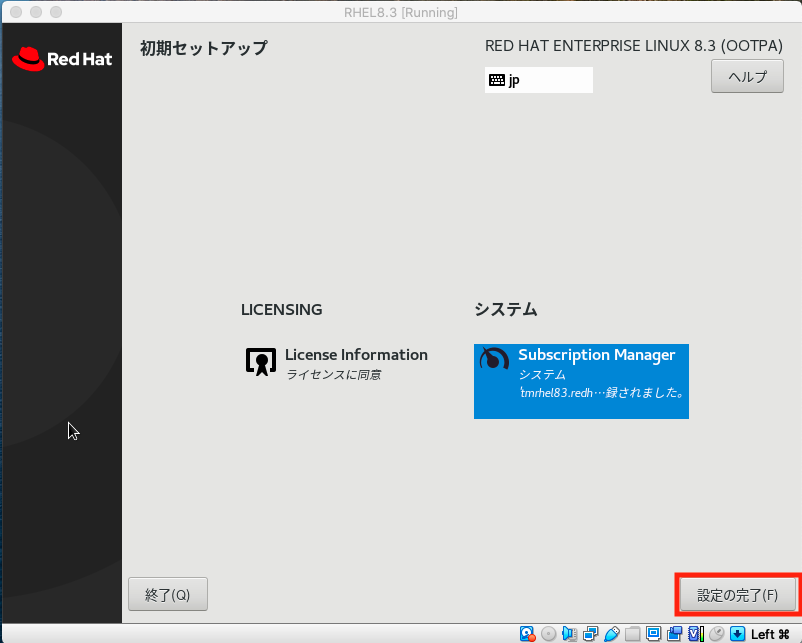 RHEL8.3 [Running]
Red Hat
初期セットアップ
RED HAT ENTERPRISE LINUX 8.3 (OOTPA)
jp
ヘルプ
LICENSING
システム
License Information
ライセンスに同意
Subscription Manager
システム
'tmrhel83.redh…録されました。
終了(Q)
設定の完了(F)
Left ⌘